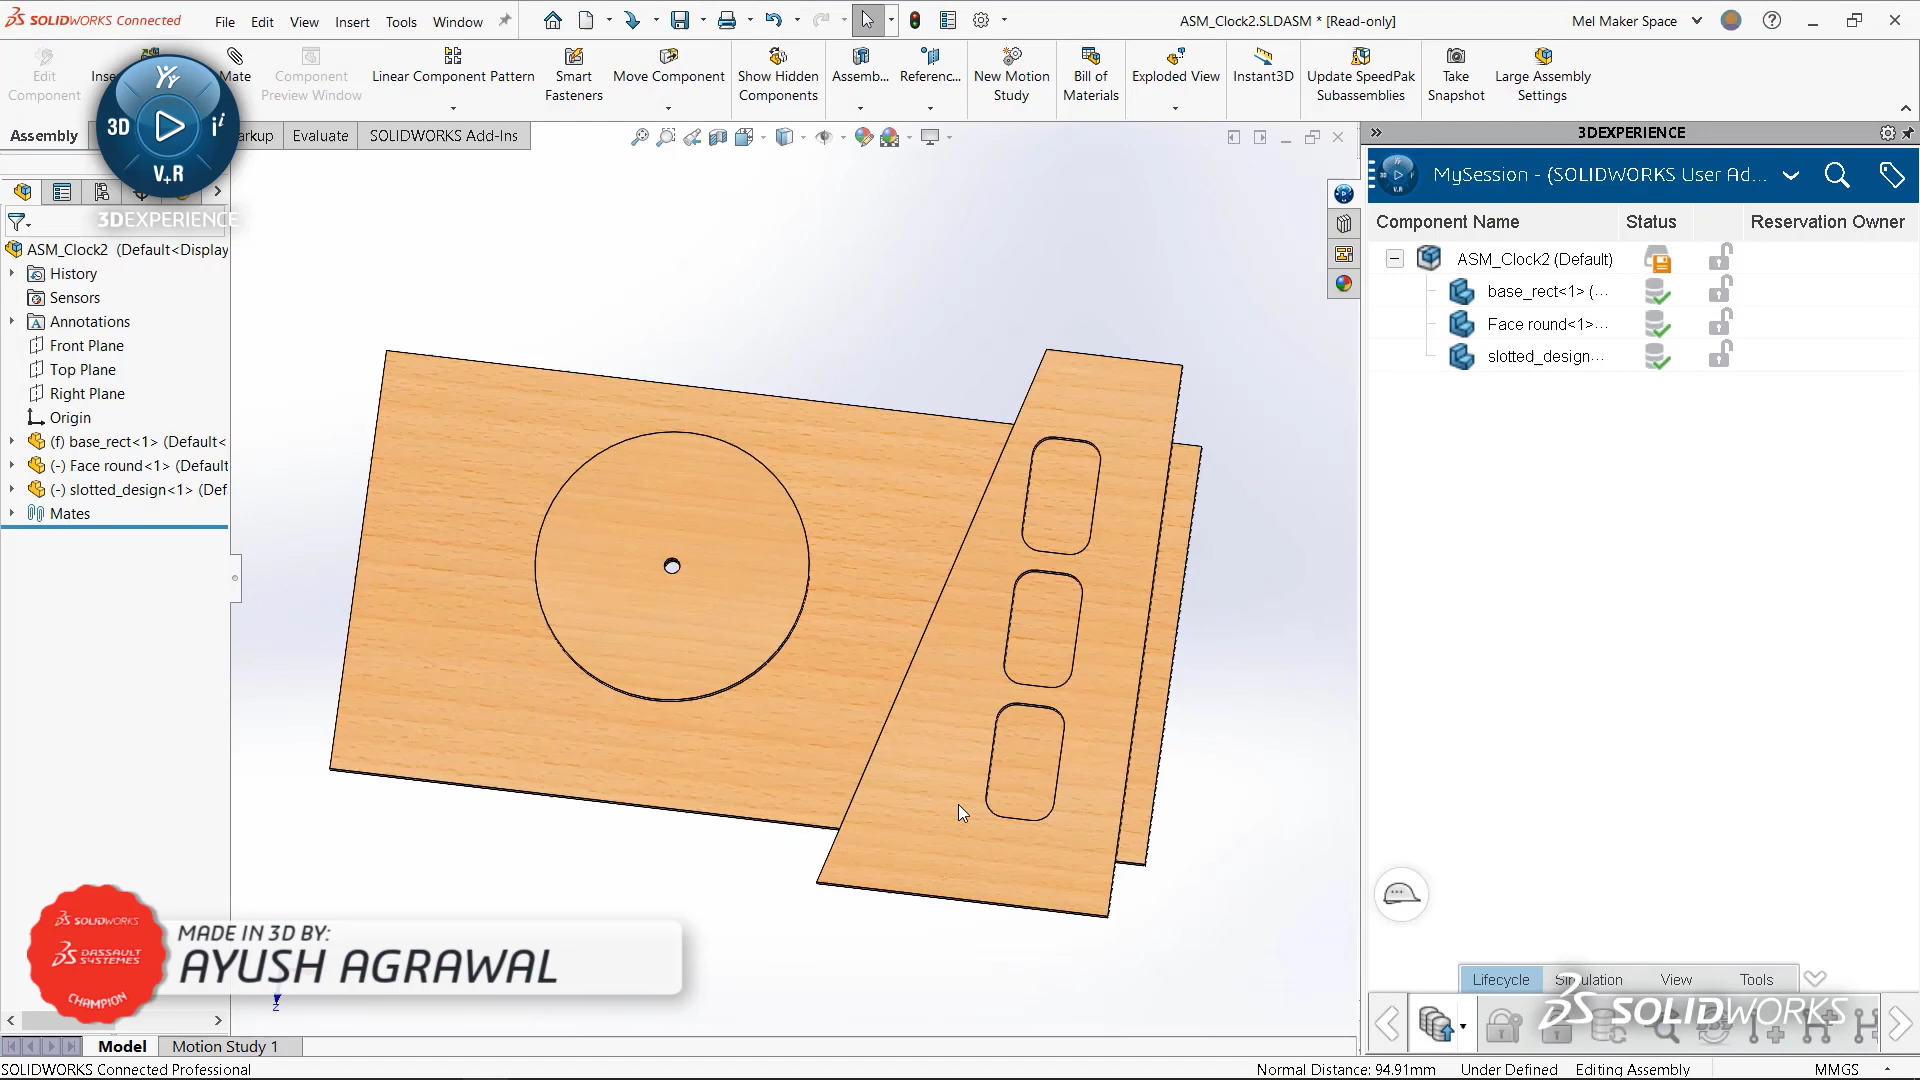 SOLIDWORKS Connected
File Edit View Insert Tools Window
ASM_Clock2.SLDASM * [Read-only]
Mel Maker Space
Edit Component
Mate
Component Preview Window
Linear Component Pattern
Smart Fasteners
Move Component
Show Hidden Components
Assemb...
Referenc...
New Motion Study
Bill of Materials
Exploded View
Instant3D
Update SpeedPak Subassemblies
Take Snapshot
Large Assembly Settings
Assembly
Evaluate
SOLIDWORKS Add-Ins
3D
V+R
3DEXPERIENCE
ASM_Clock2 (Default<Display
History
Sensors
Annotations
Front Plane
Top Plane
Right Plane
Origin
(f) base_rect<1> (Default<
(-) Face round<1> (Default
(-) slotted_design<1> (Def
Mates
3DEXPERIENCE
MySession - (SOLIDWORKS User Ad...
Component Name Status Reservation Owner
ASM_Clock2 (Default)
base_rect<1> (...
Face round<1>...
slotted_design...
SOLIDWORKS
DASSAULT SYSTEMES
CHAMPION
MADE IN 3D BY:
AYUSH AGRAWAL
Z
Lifecycle Simulation View Tools
SOLIDWORKS
Model Motion Study 1
SOLIDWORKS Connected Professional
Normal Distance: 94.91mm Under Defined Editing Assembly MMGS